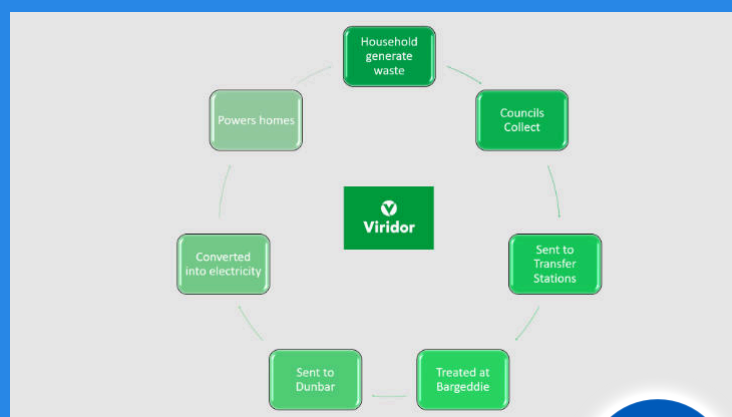 Household
generate
waste
Councils
Collect
Sent to
Transfer
Stations
Treated at
Bargeddie
Sent to
Dunbar
Converted
into electricity
Powers homes
Viridor